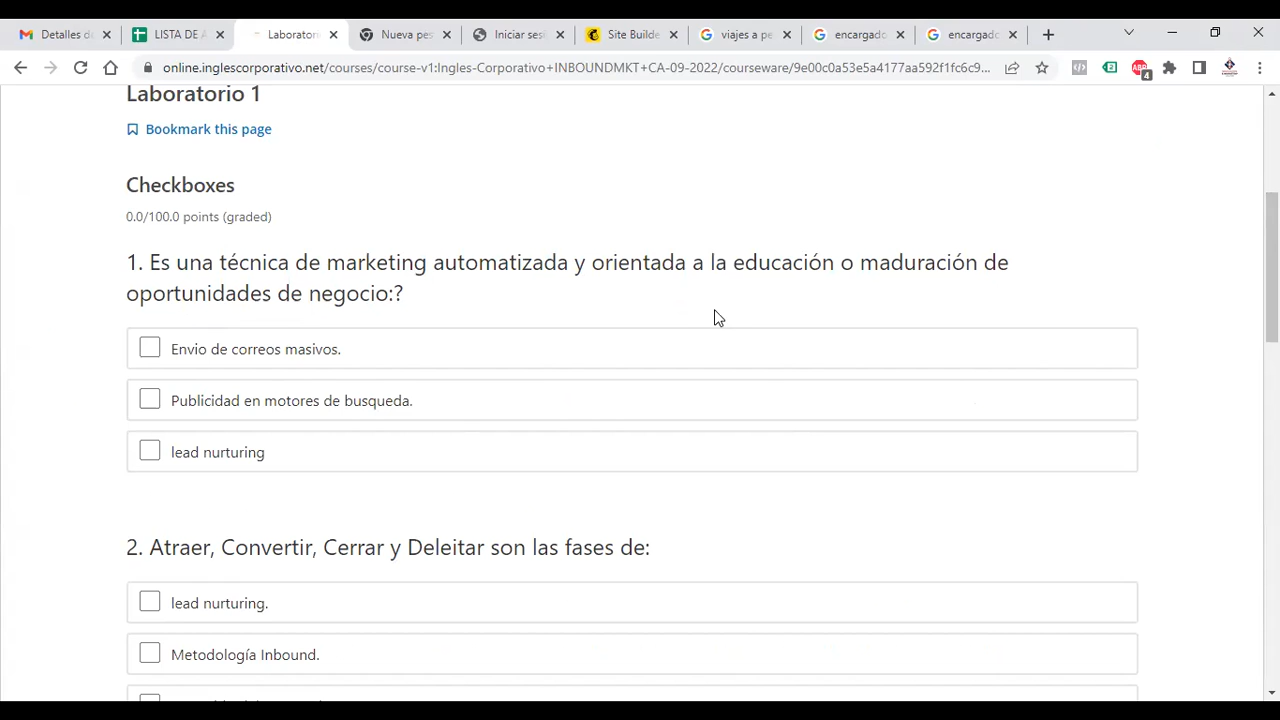 Detalles d
LISTA DE A
Laboratori
Nueva pes
Iniciar sesi
Site Builde
viajes a pe
encargado
encargado
online.inglescorporativo.net/courses/course-v1:Ingles-Corporativo+INBOUNDMKT+CA-09-2022/courseware/9e00c0a53e5a4177aa592f1fc6c9...
ABP
4
Laboratorio 1
Bookmark this page
Checkboxes
0.0/100.0 points (graded)
1. Es una técnica de marketing automatizada y orientada a la educación o maduración de
oportunidades de negocio:?
Envio de correos masivos.
Publicidad en motores de busqueda.
lead nurturing
2. Atraer, Convertir, Cerrar y Deleitar son las fases de:
lead nurturing.
Metodología Inbound.